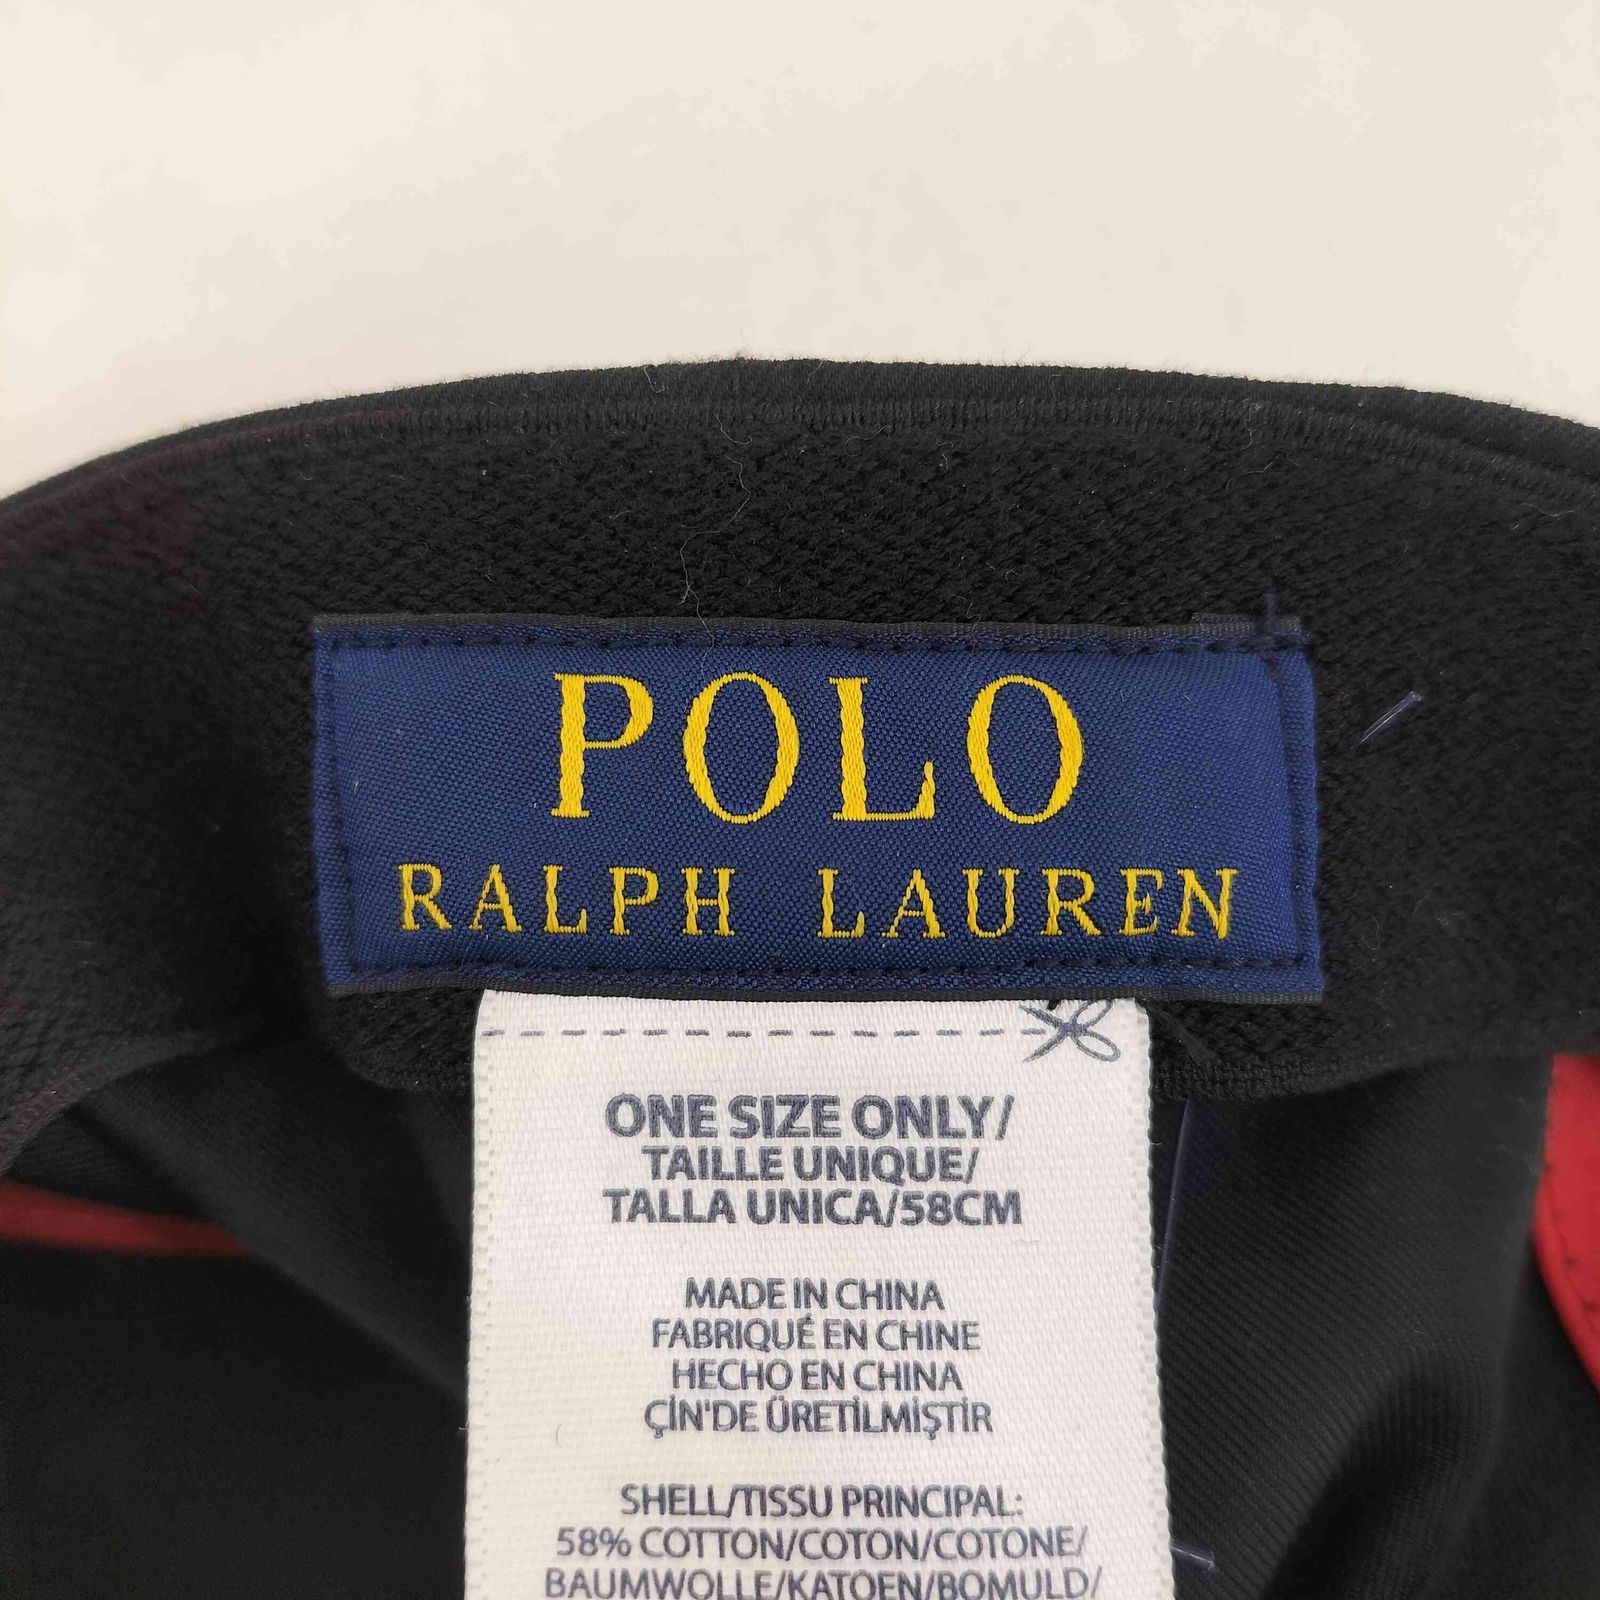 POLO
RALPH LAUREN
ONE SIZE ONLY/
TAILLE UNIQUE/
TALLA UNICA/58CM
MADE IN CHINA
FABRIQUÉ EN CHINE
HECHO EN CHINA
ÇİN'DE ÜRETİLMİŞTİR
SHELL/TISSU PRINCIPAL:
58% COTTON/COTON/COTONE/
BAUMWOLLE/KATOEN/BOMULD/